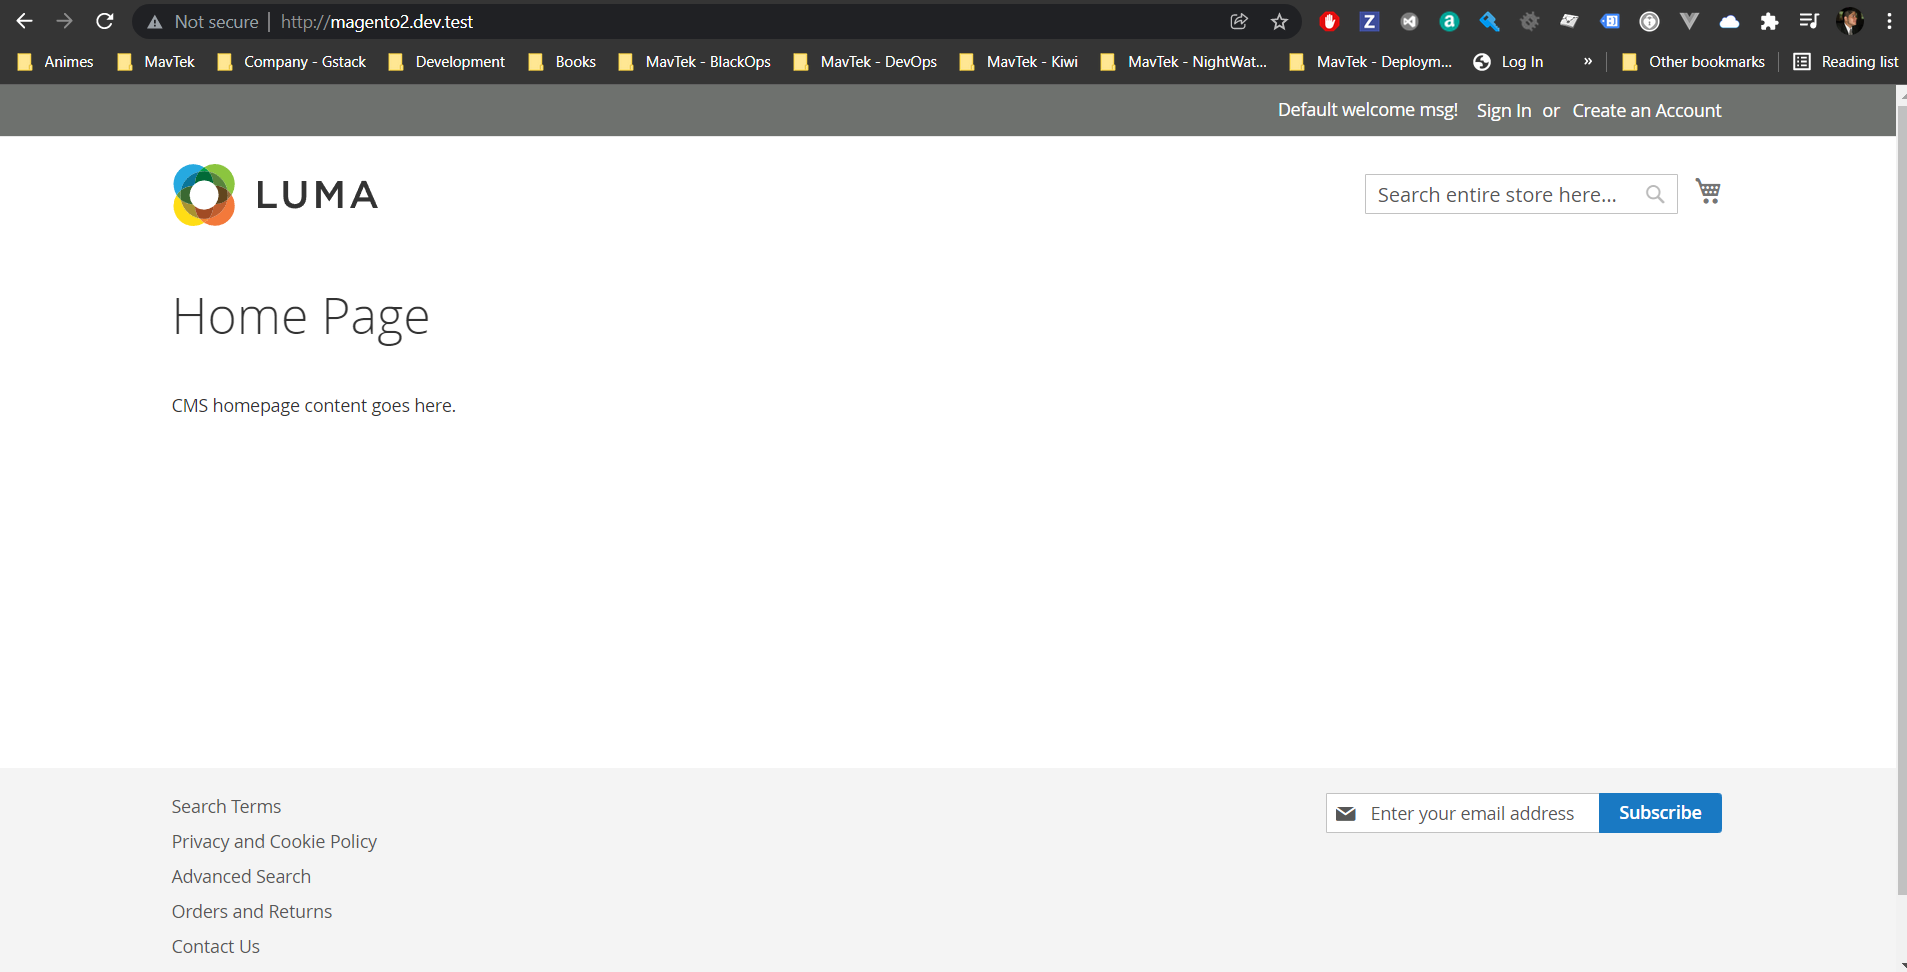 Not secure | http://magento2.dev.test
Z a
Animes MavTek Company - Gstack Development Books MavTek - BlackOps MavTek - DevOps MavTek - Kiwi MavTek - NightWat... MavTek - Deploym... Log In » Other bookmarks Reading list
Default welcome msg! Sign In or Create an Account
LUMA
Search entire store here...
Home Page
CMS homepage content goes here.
Search Terms
Enter your email address Subscribe
Privacy and Cookie Policy
Advanced Search
Orders and Returns
Contact Us